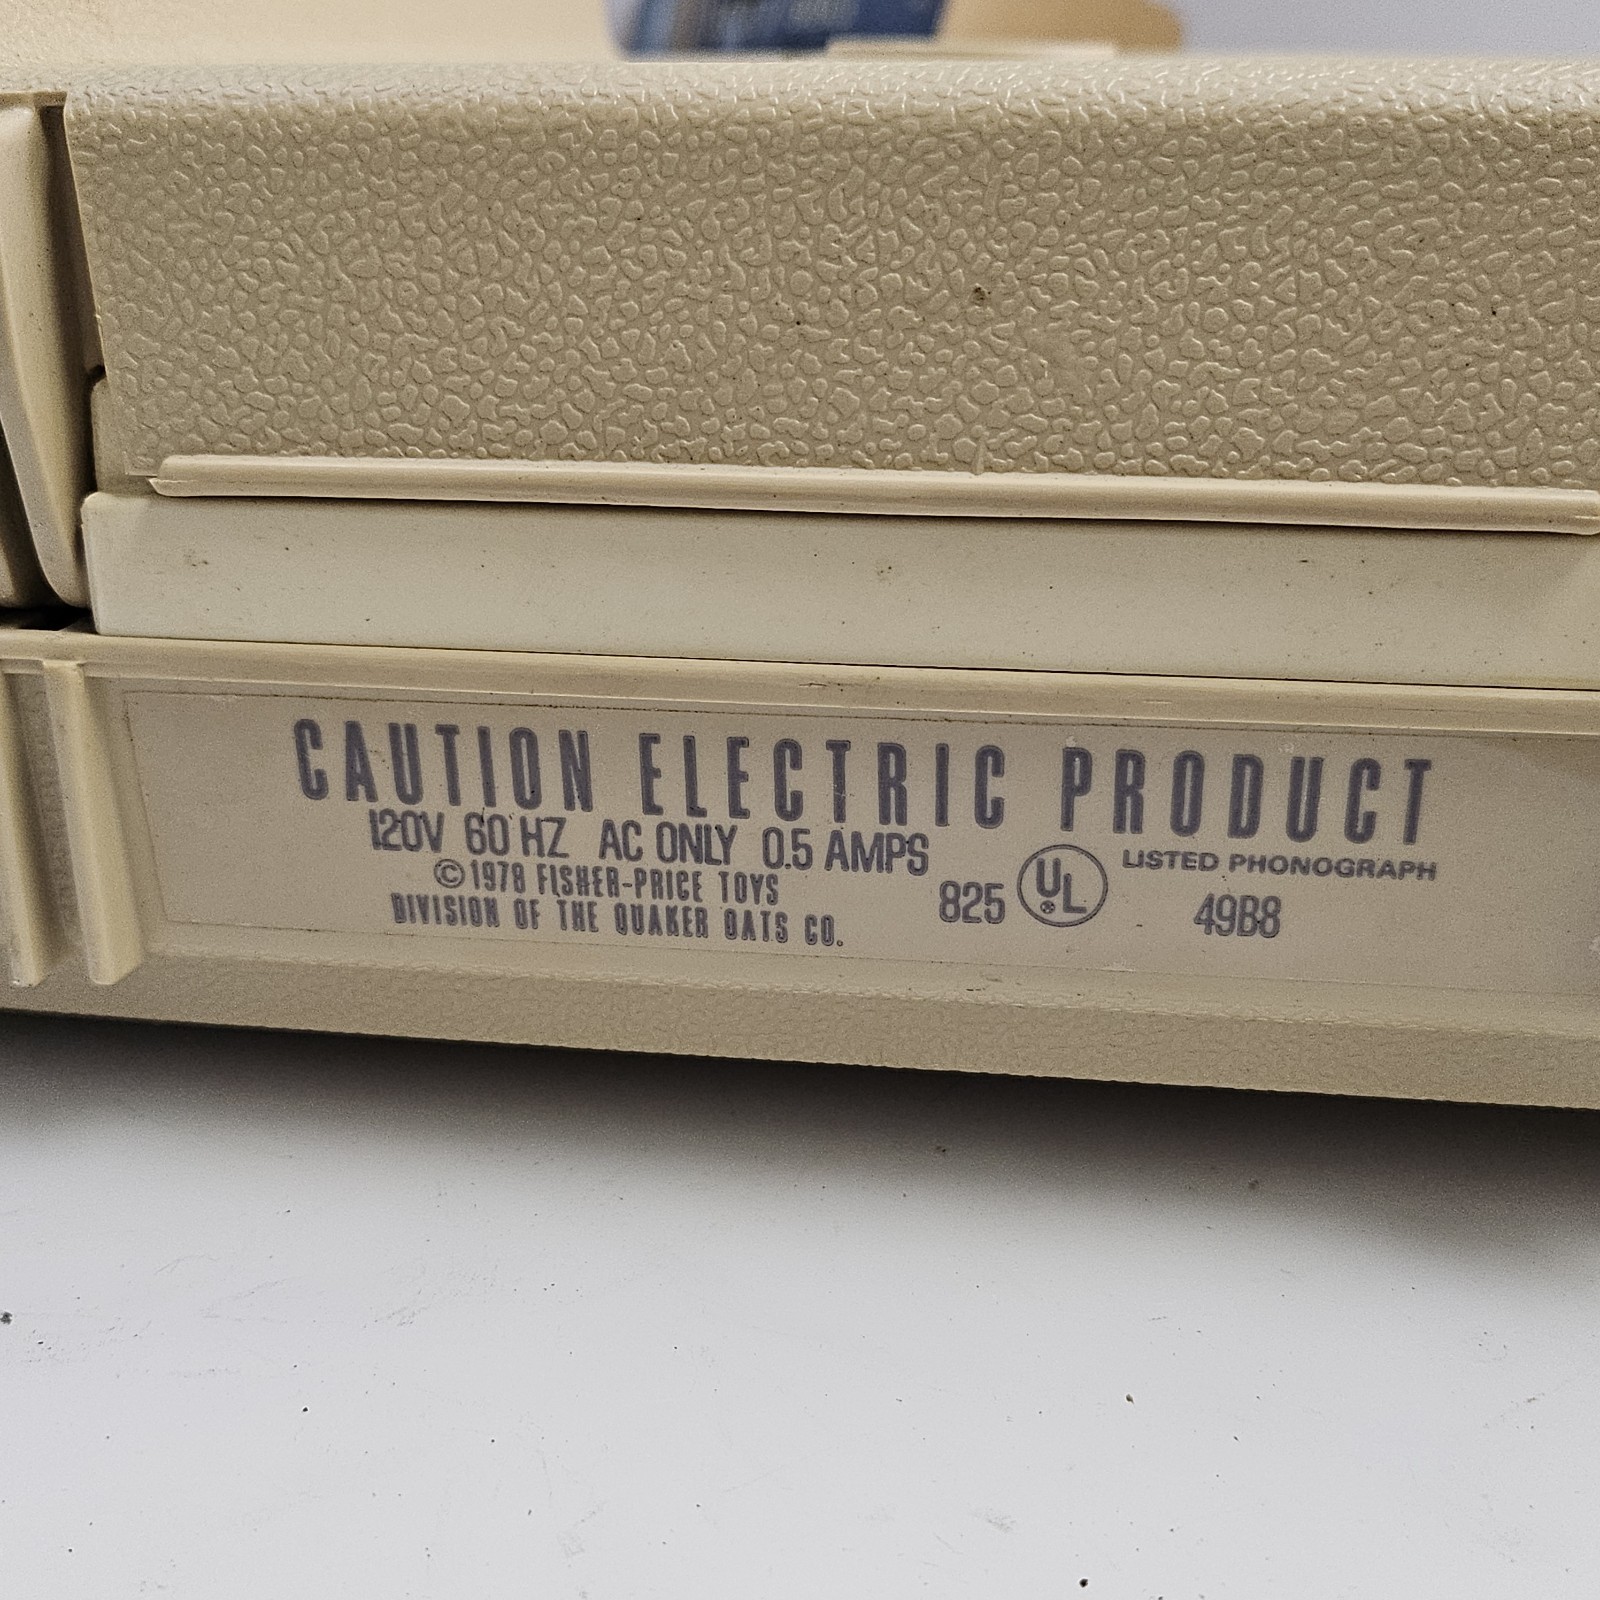 CAUTION ELECTRIC PRODUCT
120V 60 HZ AC ONLY 0.5 AMPS
©1978 FISHER-PRICE TOYS
DIVISION OF THE QUAKER OATS CO.
825 UL LISTED PHONOGRAPH
49B8